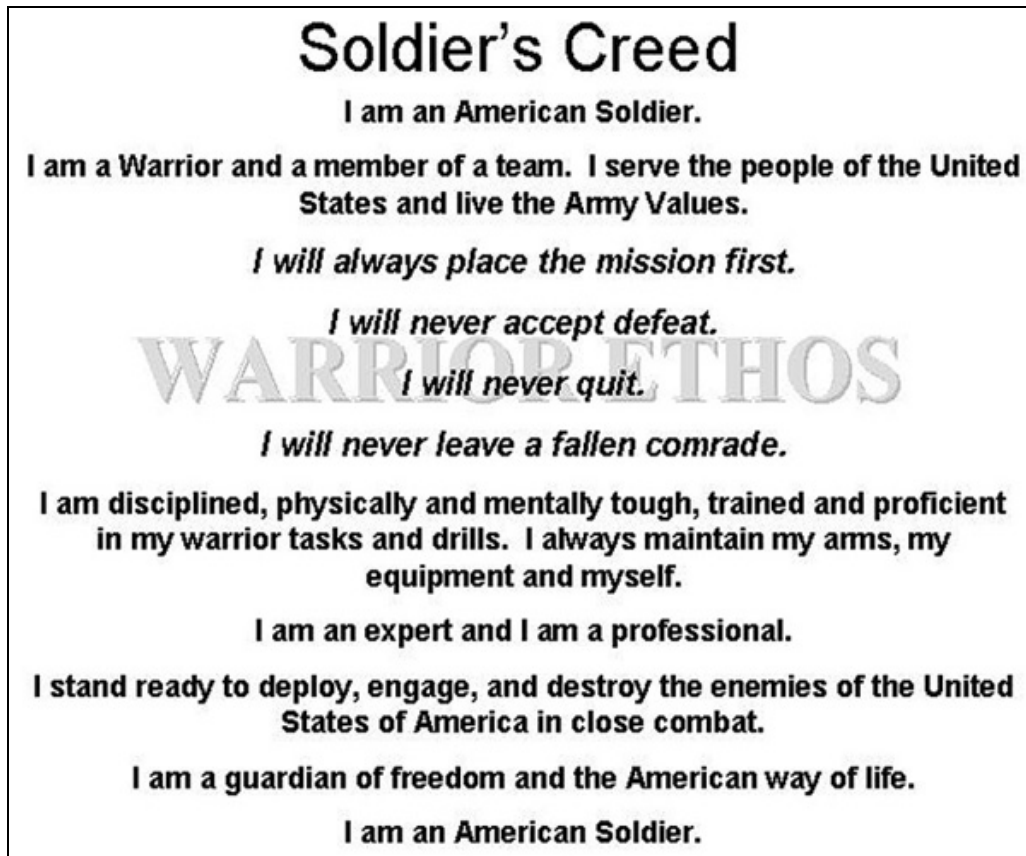 Soldier's Creed
I am an American Soldier.
I am a Warrior and a member of a team.  I serve the people of the United
States and live the Army Values.
I will always place the mission first.
I will never accept defeat.
WARRIOR ETHOS
I will never quit.
I will never leave a fallen comrade.
I am disciplined, physically and mentally tough, trained and proficient
in my warrior tasks and drills.  I always maintain my arms, my
equipment and myself.
I am an expert and I am a professional.
I stand ready to deploy, engage, and destroy the enemies of the United
States of America in close combat.
I am a guardian of freedom and the American way of life.
I am an American Soldier.